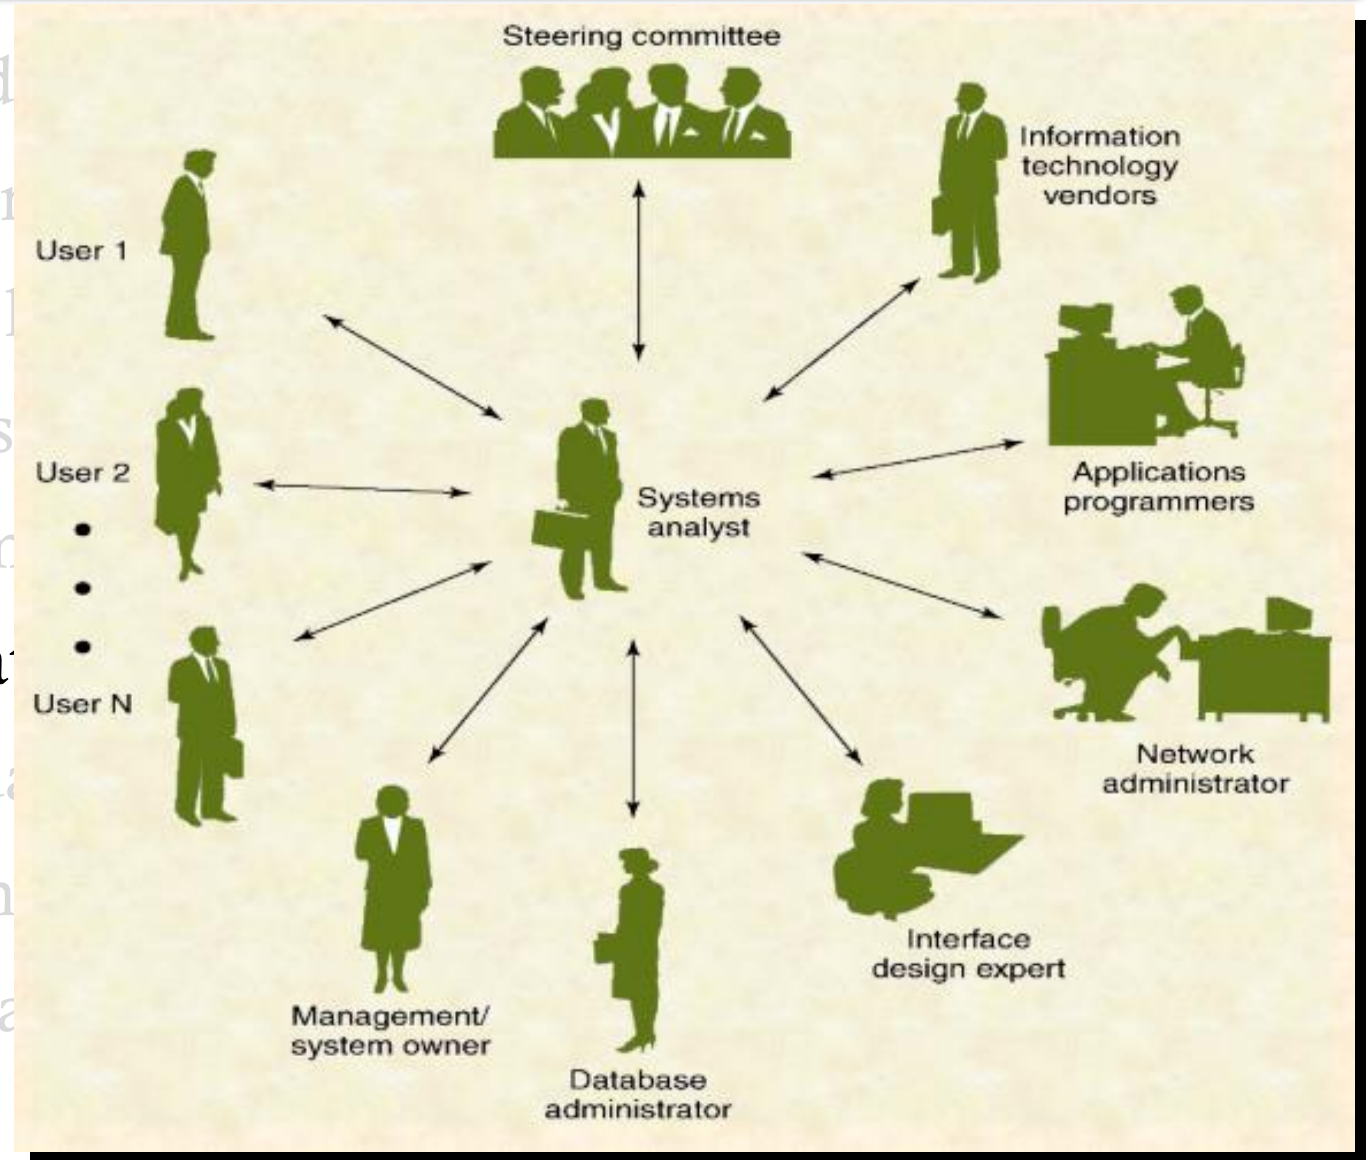 Steering committee
Information
technology
vendors
User 1
Applications
programmers
User 2
Systems
analyst
User N
Network
administrator
Interface
design expert
Management/
system owner
Database
administrator